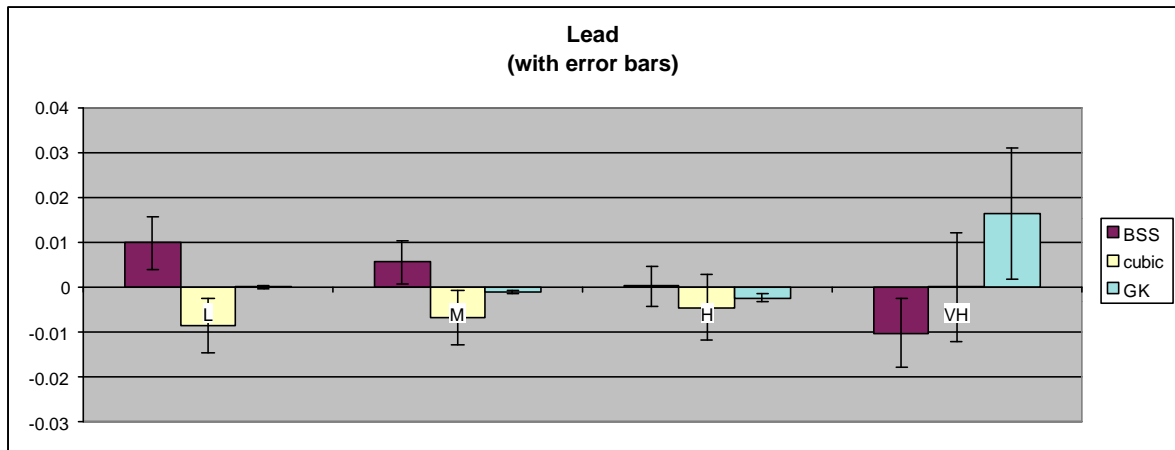 Lead
(with error bars)
0.04
0.03
0.02
0.01
0
-0.01
-0.02
-0.03
L
M
H
VH
BSS
cubic
GK